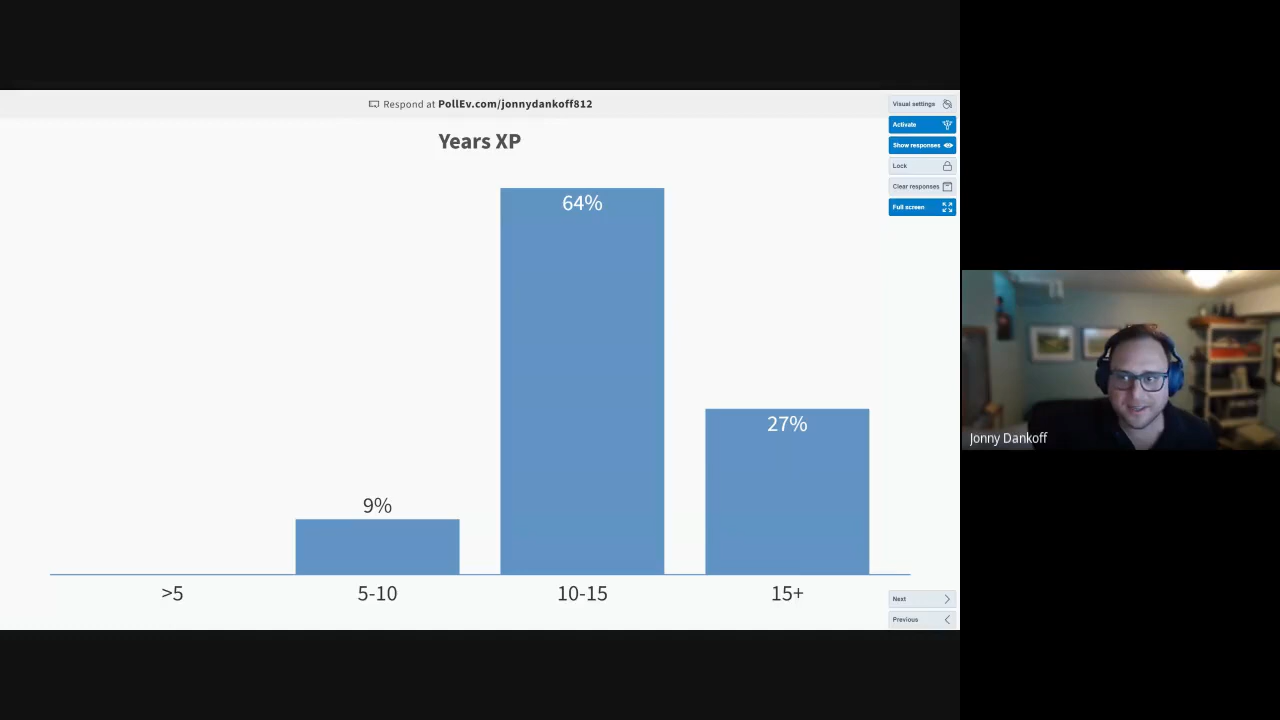 Respond at PollEv.com/jonnydankoff812
Years XP
64%
27%
9%
>5
5-10
10-15
15+
Visual settings
Activate
Show responses
Lock
Clear responses
Full screen
Next
Previous
Jonny Dankoff